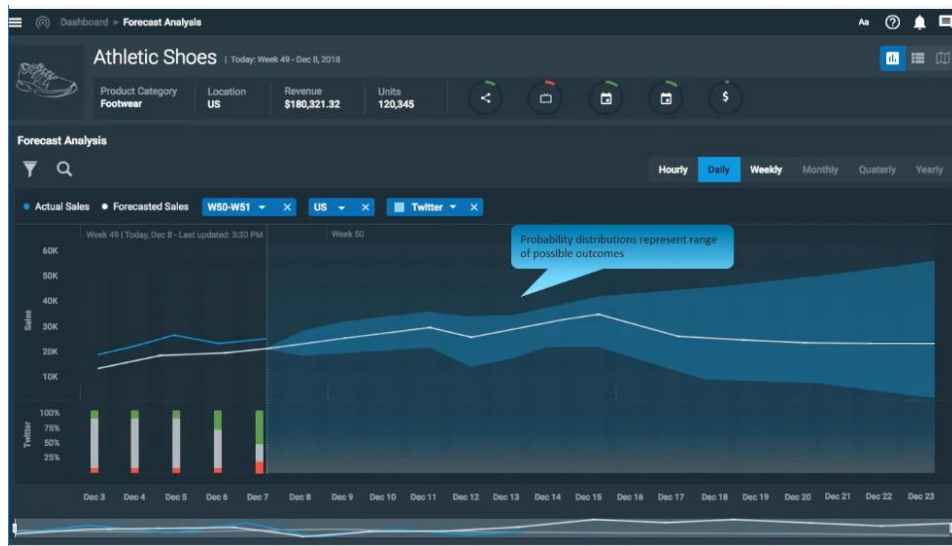 Dashboard > Forecast Analysis
Aa
Athletic Shoes | Today: Week 49 - Dec 8, 2018
Product Category
Footwear
Location
US
Revenue
$180,321.32
Units
120,345
$
Forecast Analysis
Hourly Daily Weekly Monthly Quaterly Yearly
Actual Sales Forecasted Sales W50-W51 × US × Twitter ×
Week 49 | Today, Dec 8 - Last updated: 3:30 PM
Week 50
Probability distributions represent range
of possible outcomes
60K
50K
40K
30K
20K
10K
Sales
100%
75%
50%
25%
Twitter
Dec 3 Dec 4 Dec 5 Dec 6 Dec 7 Dec 8 Dec 9 Dec 10 Dec 11 Dec 12 Dec 13 Dec 14 Dec 15 Dec 16 Dec 17 Dec 18 Dec 19 Dec 20 Dec 21 Dec 22 Dec 23